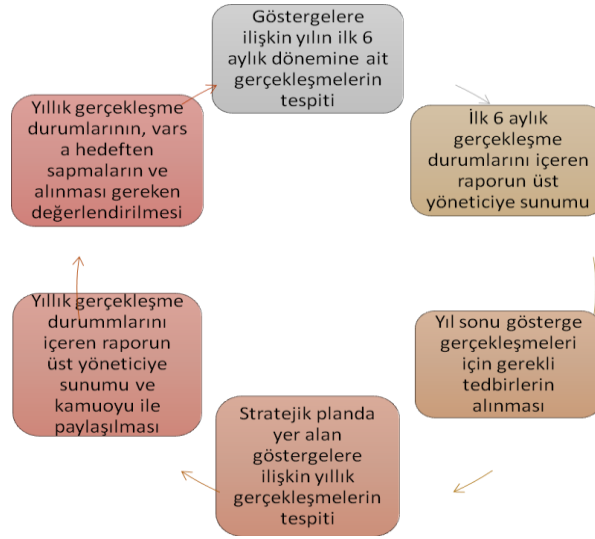 Göstergelere
ilişkin yılın ilk 6
aylık dönemine ait
gerçekleşmelerin
tespiti
İlk 6 aylık
gerçekleşme
durumlarını içeren
raporun üst
yöneticiye sunumu
Yıl sonu gösterge
gerçekleşmeleri
için gerekli
tedbirlerin
alınması
Stratejik planda
yer alan
göstergelere
ilişkin yıllık
gerçekleşmelerin
tespiti
Yıllık gerçekleşme
durummlarını
içeren raporun
üst yöneticiye
sunumu ve
kamuoyu ile
paylaşılması
Yıllık gerçekleşme
durumlarının, vars
a hedeften
sapmaların ve
alınması gereken
değerlendirilmesi